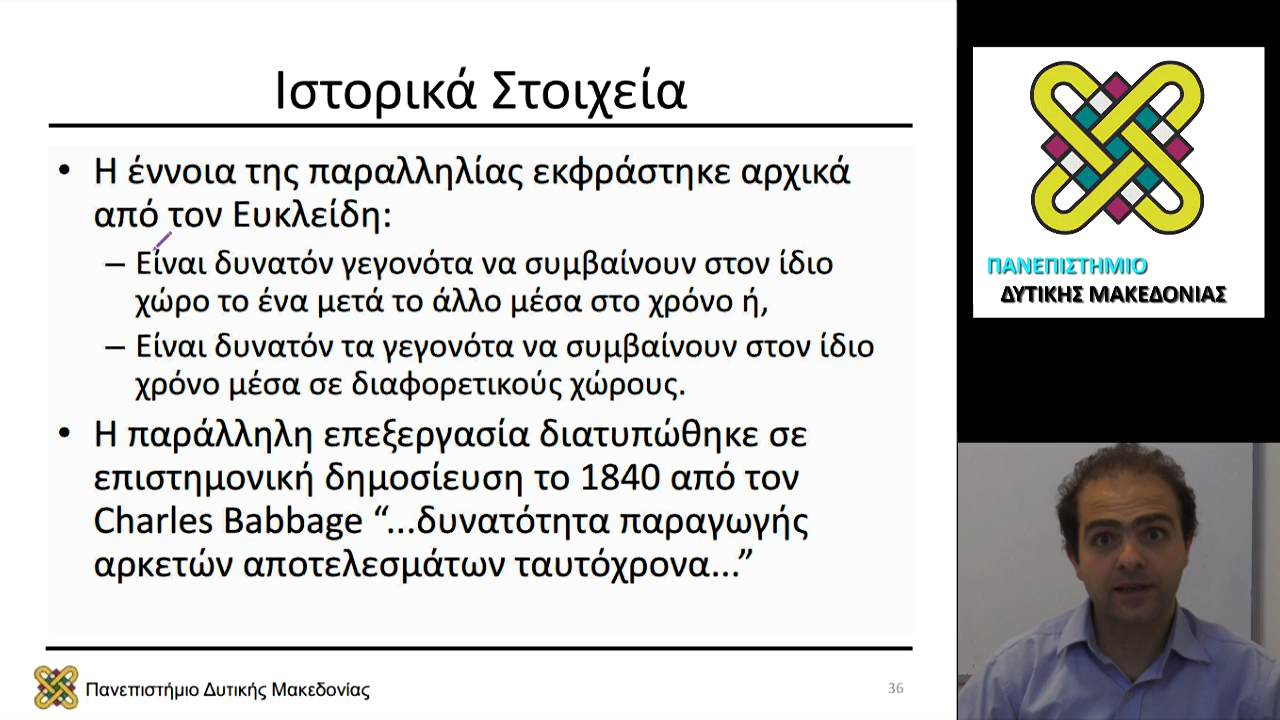 Ιστορικά Στοιχεία
• Η έννοια της παραλληλίας εκφράστηκε αρχικά
από τον Ευκλείδη:
– Είναι δυνατόν γεγονότα να συμβαίνουν στον ίδιο
χώρο το ένα μετά το άλλο μέσα στο χρόνο ή,
– Είναι δυνατόν τα γεγονότα να συμβαίνουν στον ίδιο
χρόνο μέσα σε διαφορετικούς χώρους.
• Η παράλληλη επεξεργασία διατυπώθηκε σε
επιστημονική δημοσίευση το 1840 από τον
Charles Babbage “...δυνατότητα παραγωγής
αρκετών αποτελεσμάτων ταυτόχρονα...”
Πανεπιστήμιο Δυτικής Μακεδονίας
36
ΠΑΝΕΠΙΣΤΗΜΙΟ
ΔΥΤΙΚΗΣ ΜΑΚΕΔΟΝΙΑΣ